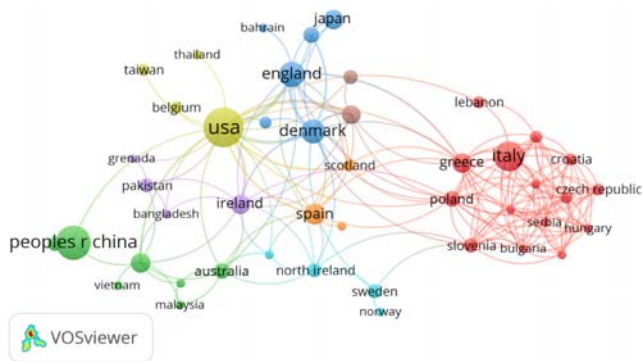 japan
bahrain
thailand
taiwan
england
belgium
lebanon
usa
denmark
italy
grenada
scotland
greece
croatia
pakistan
czech republic
ireland
poland
bangladesh
spain
serbia
hungary
peoples r china
slovenia
bulgaria
australia
north ireland
vietnam
sweden
malaysia
norway
VOSviewer